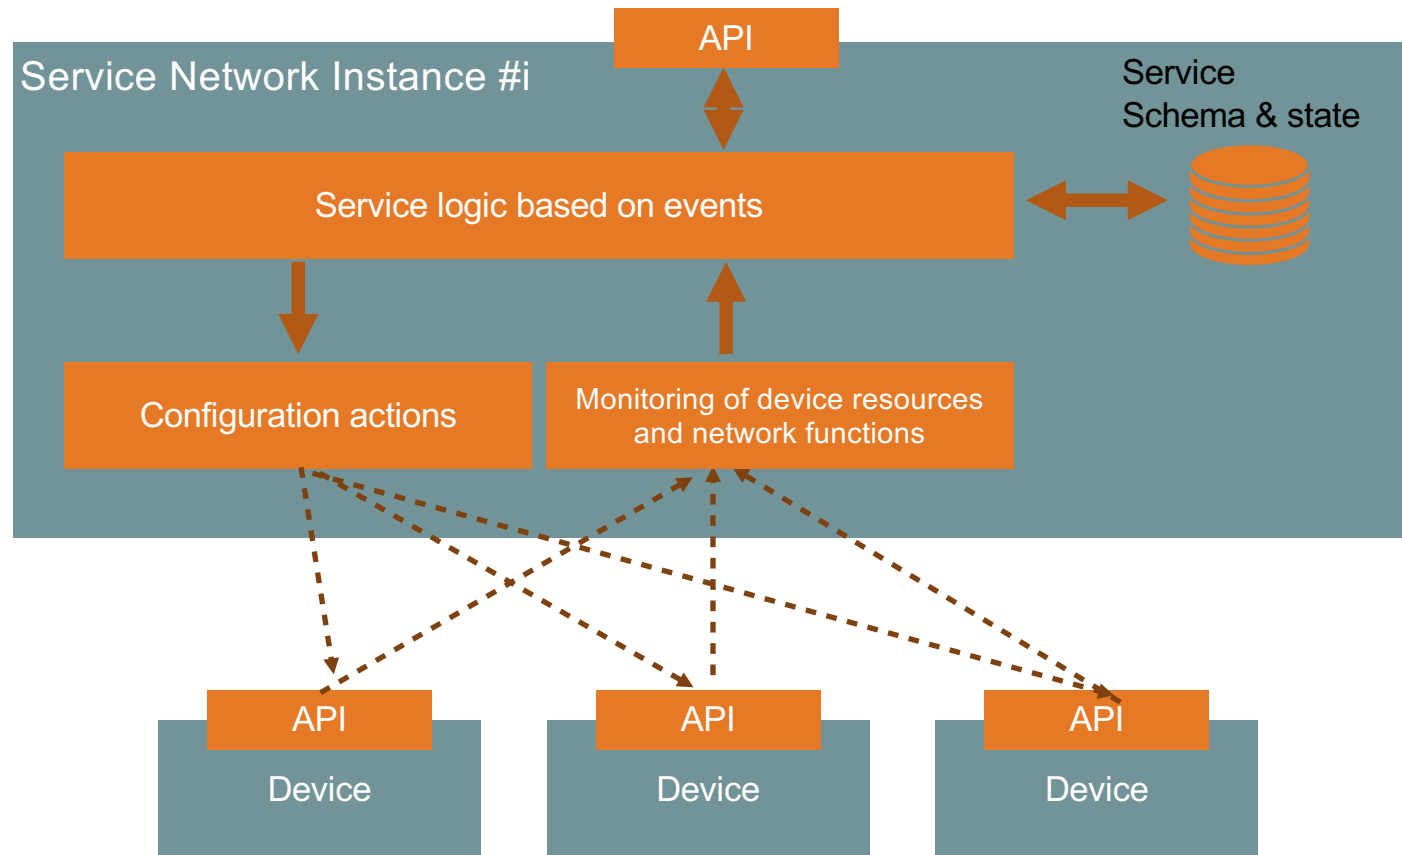 API
Service Network Instance #i
Service
Schema & state
Service logic based on events
Configuration actions
Monitoring of device resources
and network functions
API
API
API
Device
Device
Device